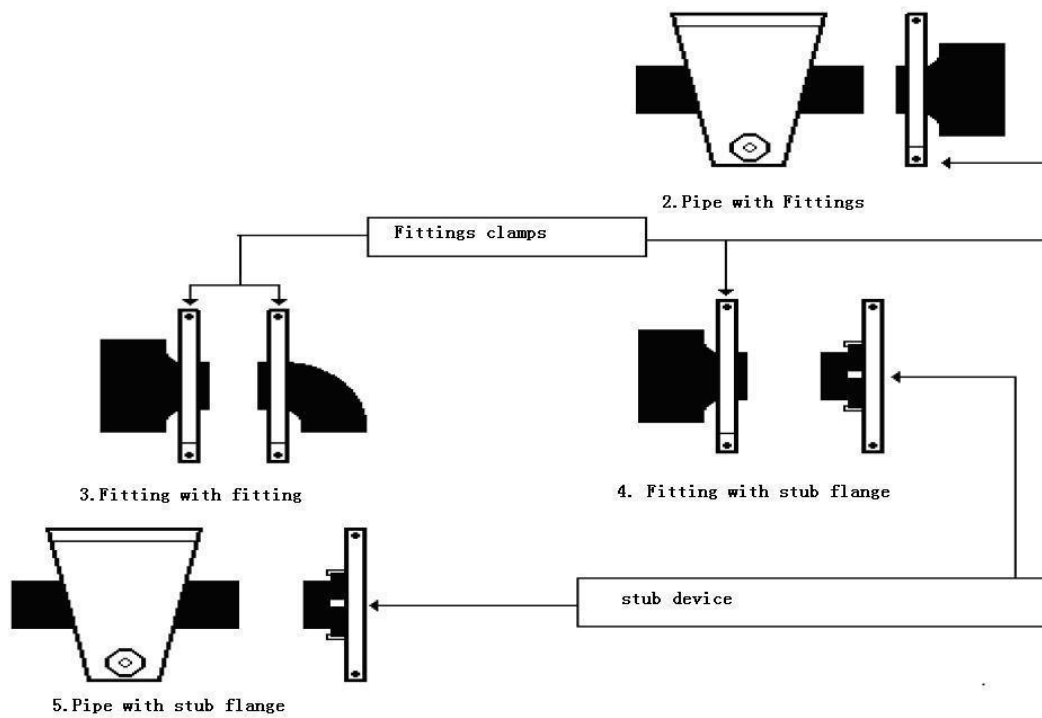 2.Pipe with Fittings
Fittings clamps
3.Fitting with fitting
4. Fitting with stub flange
stub device
5.Pipe with stub flange